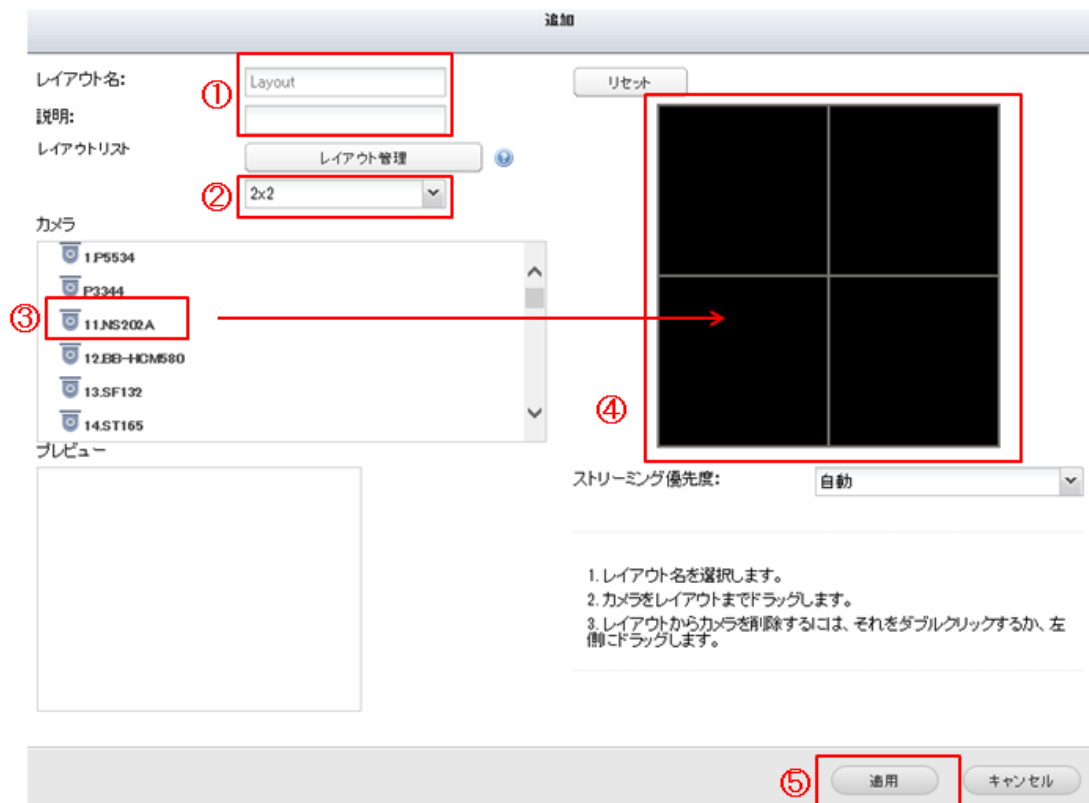 追加
レイアウト名:
①
Layout
説明:
レイアウトリスト
レイアウト管理
?
②
2x2
カメラ
1.P5534
P3344
③
11.NS202A
12.BB-HCM580
13.SF132
14.ST165
プレビュー
リセット
④
ストリーミング優先度:
自動
1. レイアウト名を選択します。
2. カメラをレイアウトまでドラッグします。
3. レイアウトからカメラを削除するには、それをダブルクリックするか、左
側にドラッグします。
⑤
適用
キャンセル